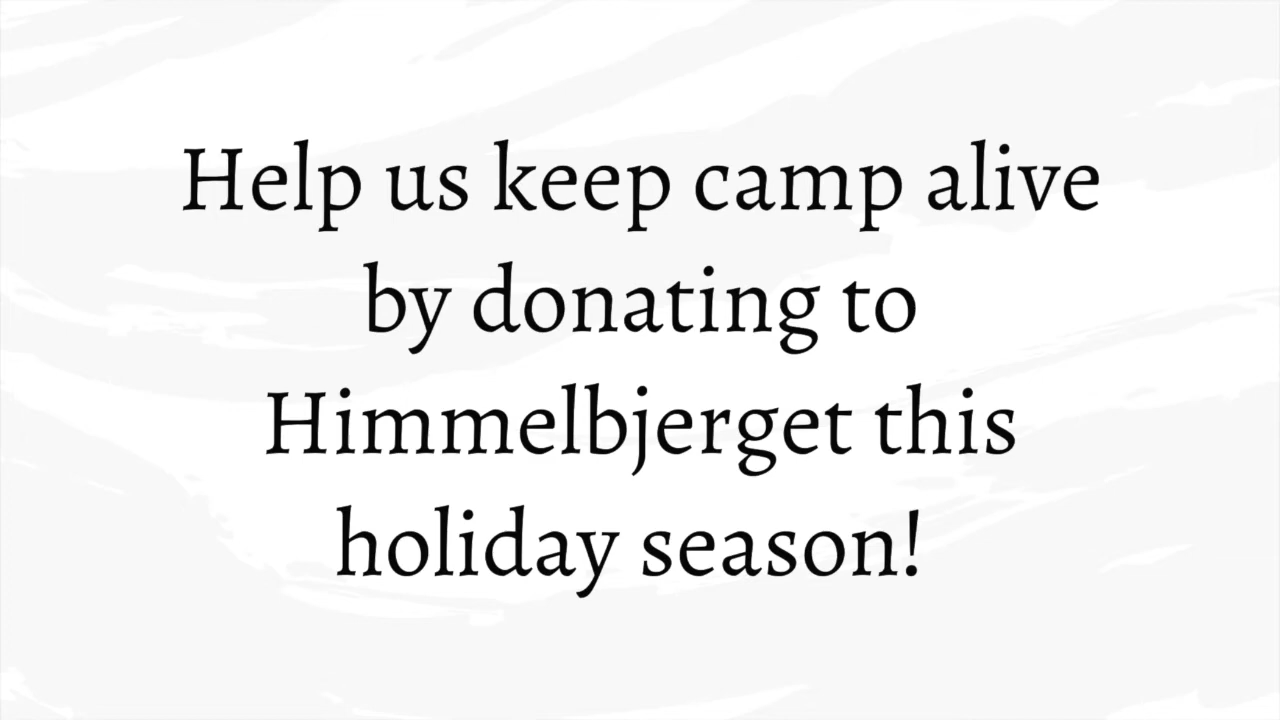 Help us keep camp alive
by donating to
Himmelbjerget this
holiday season!